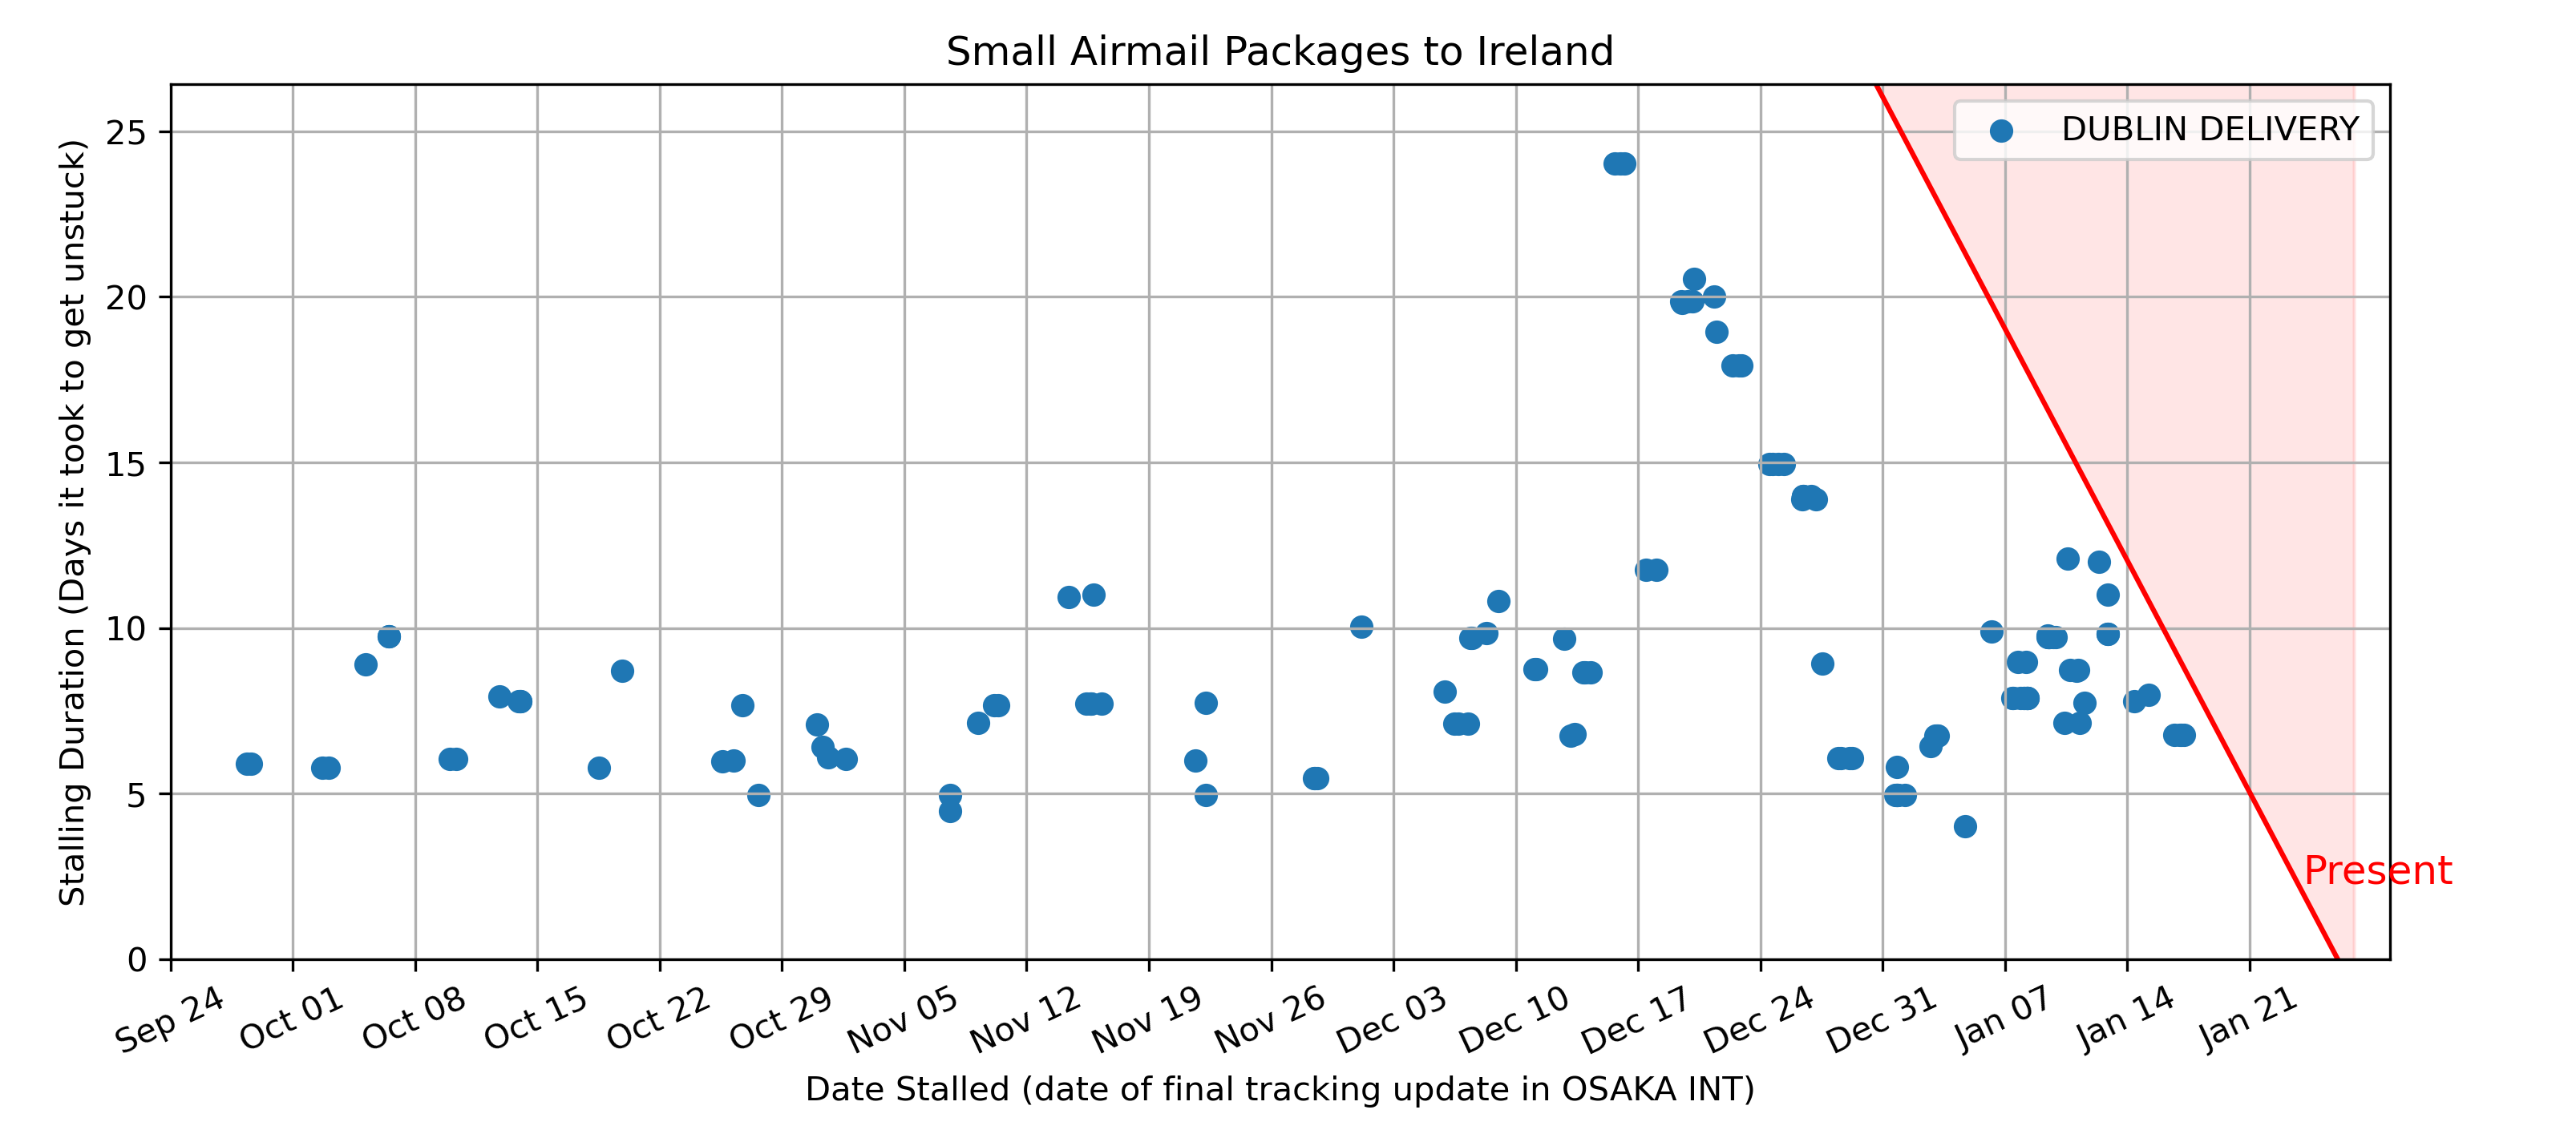 Small Airmail Packages to Ireland
DUBLIN DELIVERY
Stalling Duration (Days it took to get unstuck)
25
20
15
10
5
0
Present
Sep 24
Oct 01
Oct 08
Oct 15
Oct 22
Oct 29
Nov 05
Nov 12
Nov 19
Nov 26
Dec 03
Dec 10
Dec 17
Dec 24
Dec 31
Jan 07
Jan 14
Jan 21
Date Stalled (date of final tracking update in OSAKA INT)